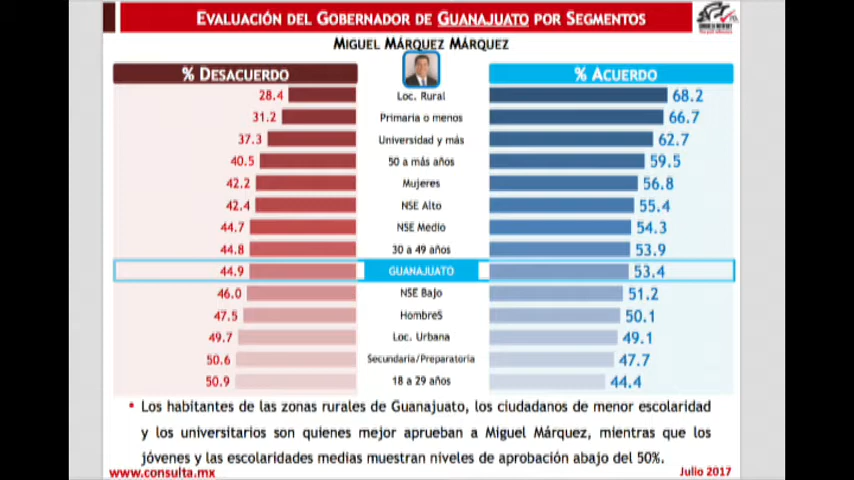 EVALUACIÓN DEL GOBERNADOR DE GUANAJUATO POR SEGMENTOS
MIGUEL MÁRQUEZ MÁRQUEZ
% DESACUERDO % ACUERDO
28.4 Loc. Rural 68.2
31.2 Primaria o menos 66.7
37.3 Universidad y más 62.7
40.5 50 a más años 59.5
42.2 Mujeres 56.8
42.4 NSE Alto 55.4
44.7 NSE Medio 54.3
44.8 30 a 49 años 53.9
44.9 GUANAJUATO 53.4
46.0 NSE Bajo 51.2
47.5 HombreS 50.1
49.7 Loc. Urbana 49.1
50.6 Secundaria/Preparatoria 47.7
50.9 18 a 29 años 44.4
• Los habitantes de las zonas rurales de Guanajuato, los ciudadanos de menor escolaridad
y los universitarios son quienes mejor aprueban a Miguel Márquez, mientras que los
jóvenes y las escolaridades medias muestran niveles de aprobación abajo del 50%.
www.consulta.mx Julio 2017